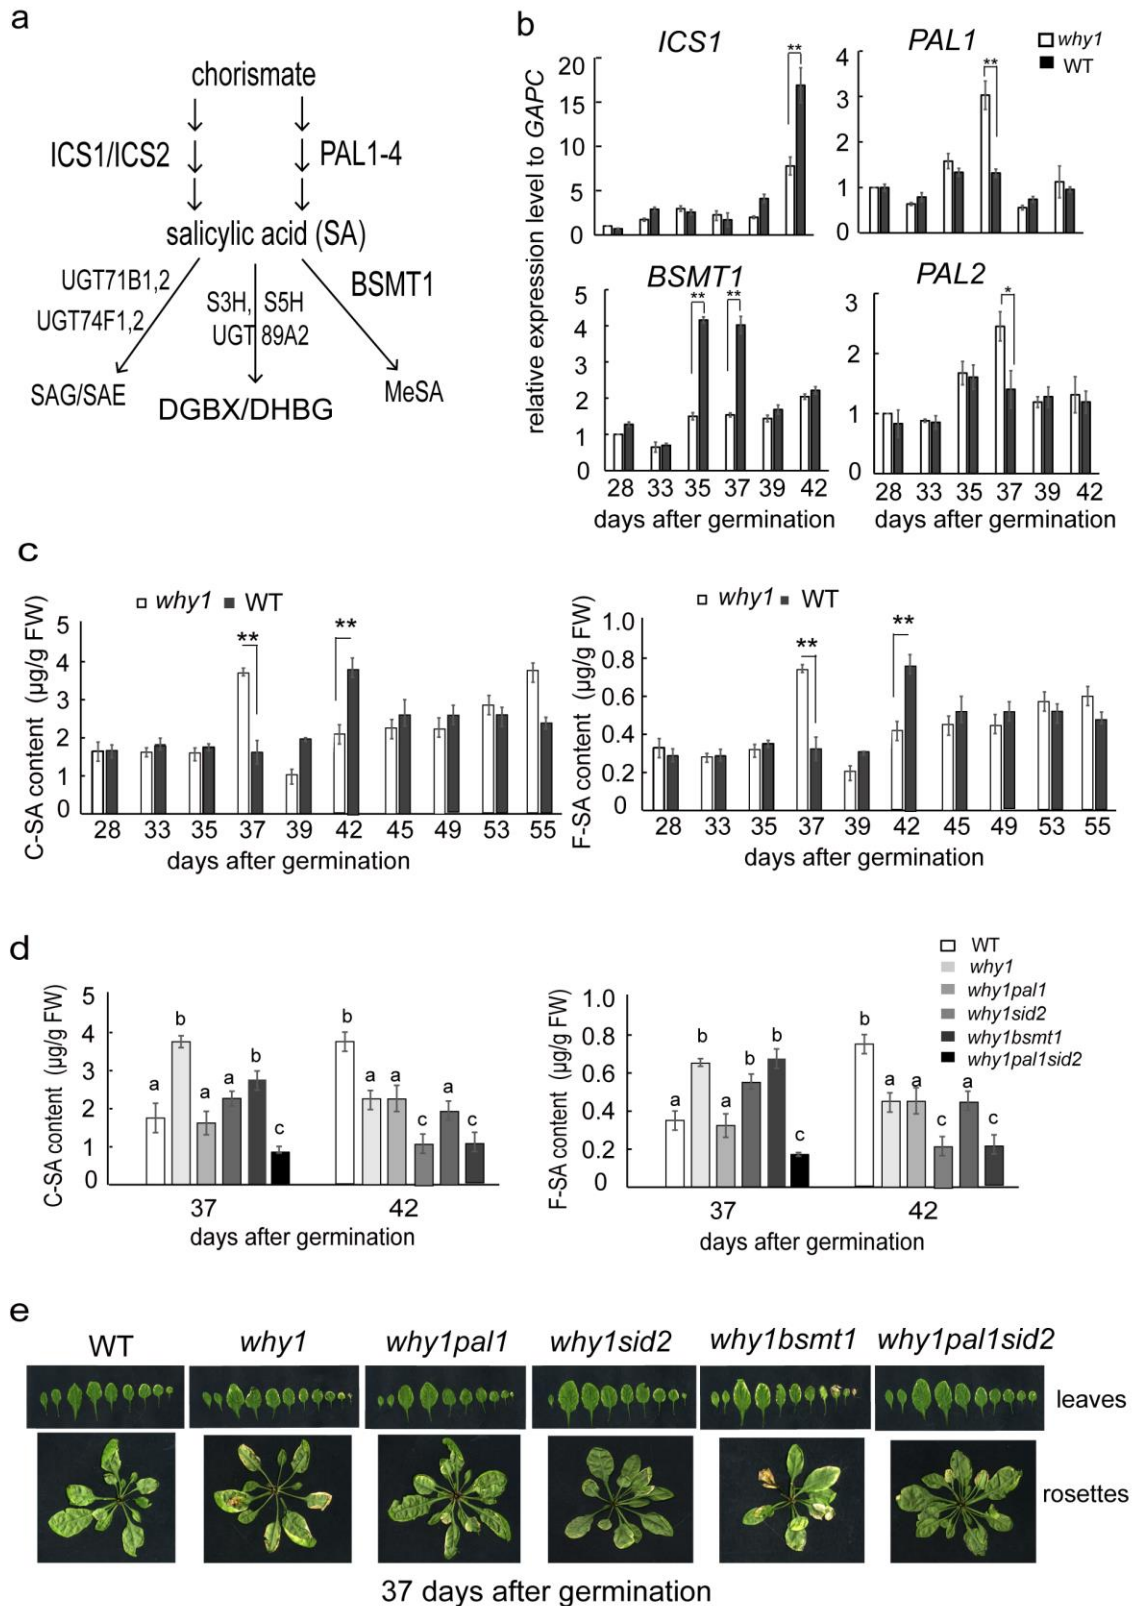 a
chorismate
ICS1/ICS2
PAL1-4
salicylic acid (SA)
UGT71B1,2
UGT74F1,2
S3H, S5H
UGT 89A2
BSMT1
SAG/SAE
DGBX/DHBG
MeSA
b
relative expression level to GAPC
ICS1
**
20
15
10
5
0
PAL1
why1
WT
**
4
3
2
1
0
BSMT1
** **
5
4
3
2
1
0
28 33 35 37 39 42
days after germination
PAL2
*
3
2
1
0
28 33 35 37 39 42
days after germination
c
why1 WT
C-SA content (µg/g FW)
5
4
3
2
1
0
** **
28 33 35 37 39 42 45 49 53 55
days after germination
why1 WT
F-SA content (µg/g FW)
1.0
0.8
0.6
0.4
0.2
0
** **
28 33 35 37 39 42 45 49 53 55
days after germination
d
C-SA content (µg/g FW)
5
4
3
2
1
0
a b a a b c
b a a c a c
37 42
days after germination
F-SA content (µg/g FW)
1.0
0.8
0.6
0.4
0.2
0
a b a b b c
b a a c a c
37 42
days after germination
WT
why1
why1pal1
why1sid2
why1bsmt1
why1pal1sid2
e
WT why1 why1pal1 why1sid2 why1bsmt1 why1pal1sid2
leaves
rosettes
37 days after germination